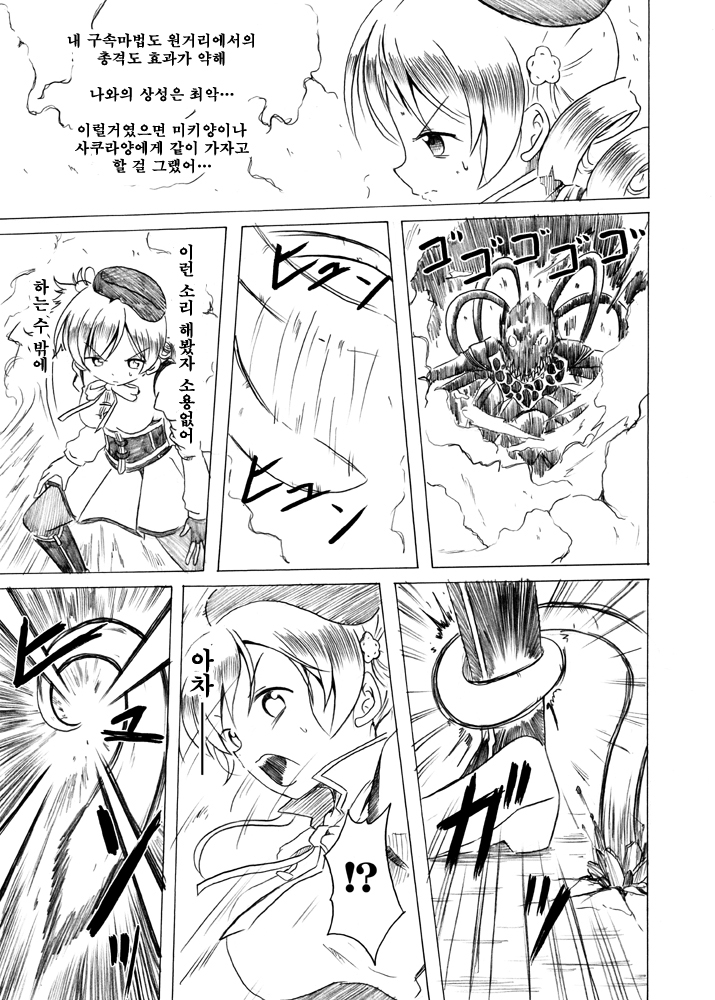 내 구속마법도 원거리에서의
총격도 효과가 약해
나와의 상성은 최악…
이럴거였으면 미키양이나
사쿠라양에게 같이 가자고
할 걸 그랬어…
ゴゴゴゴゴ
ヒュン
ヒュン
이런 소리 해봤자 소용없어
하는 수 밖에
ガッ
아차
!?
ビュッ